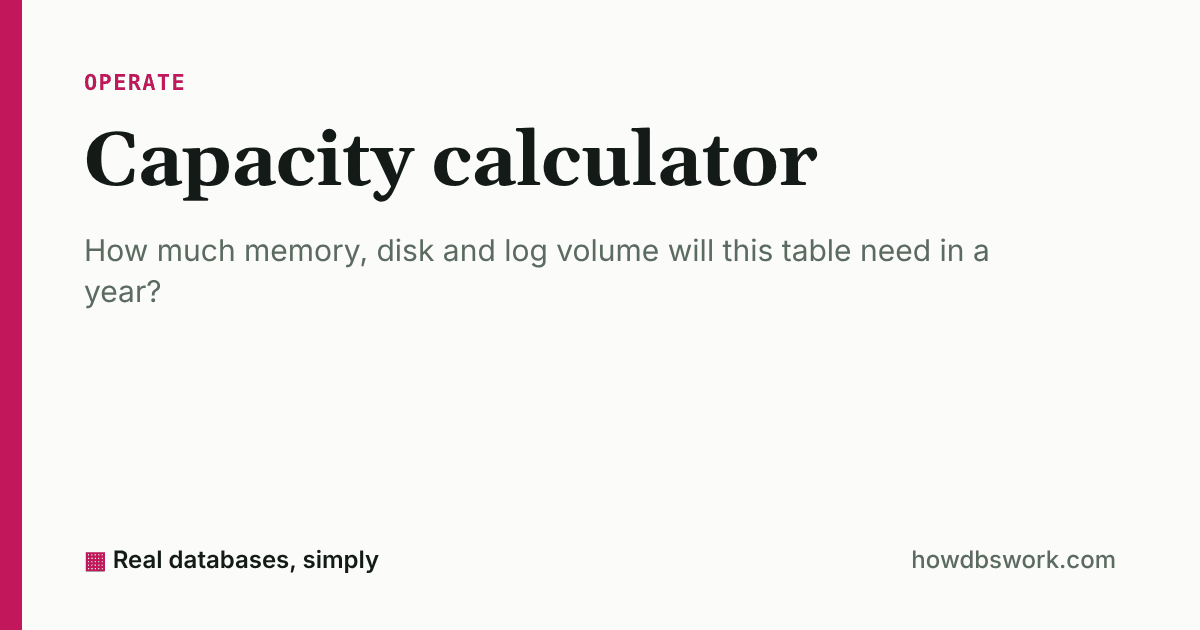 OPERATE
Capacity calculator
How much memory, disk and log volume will this table need in a
year?
Real databases, simply
howdbswork.com